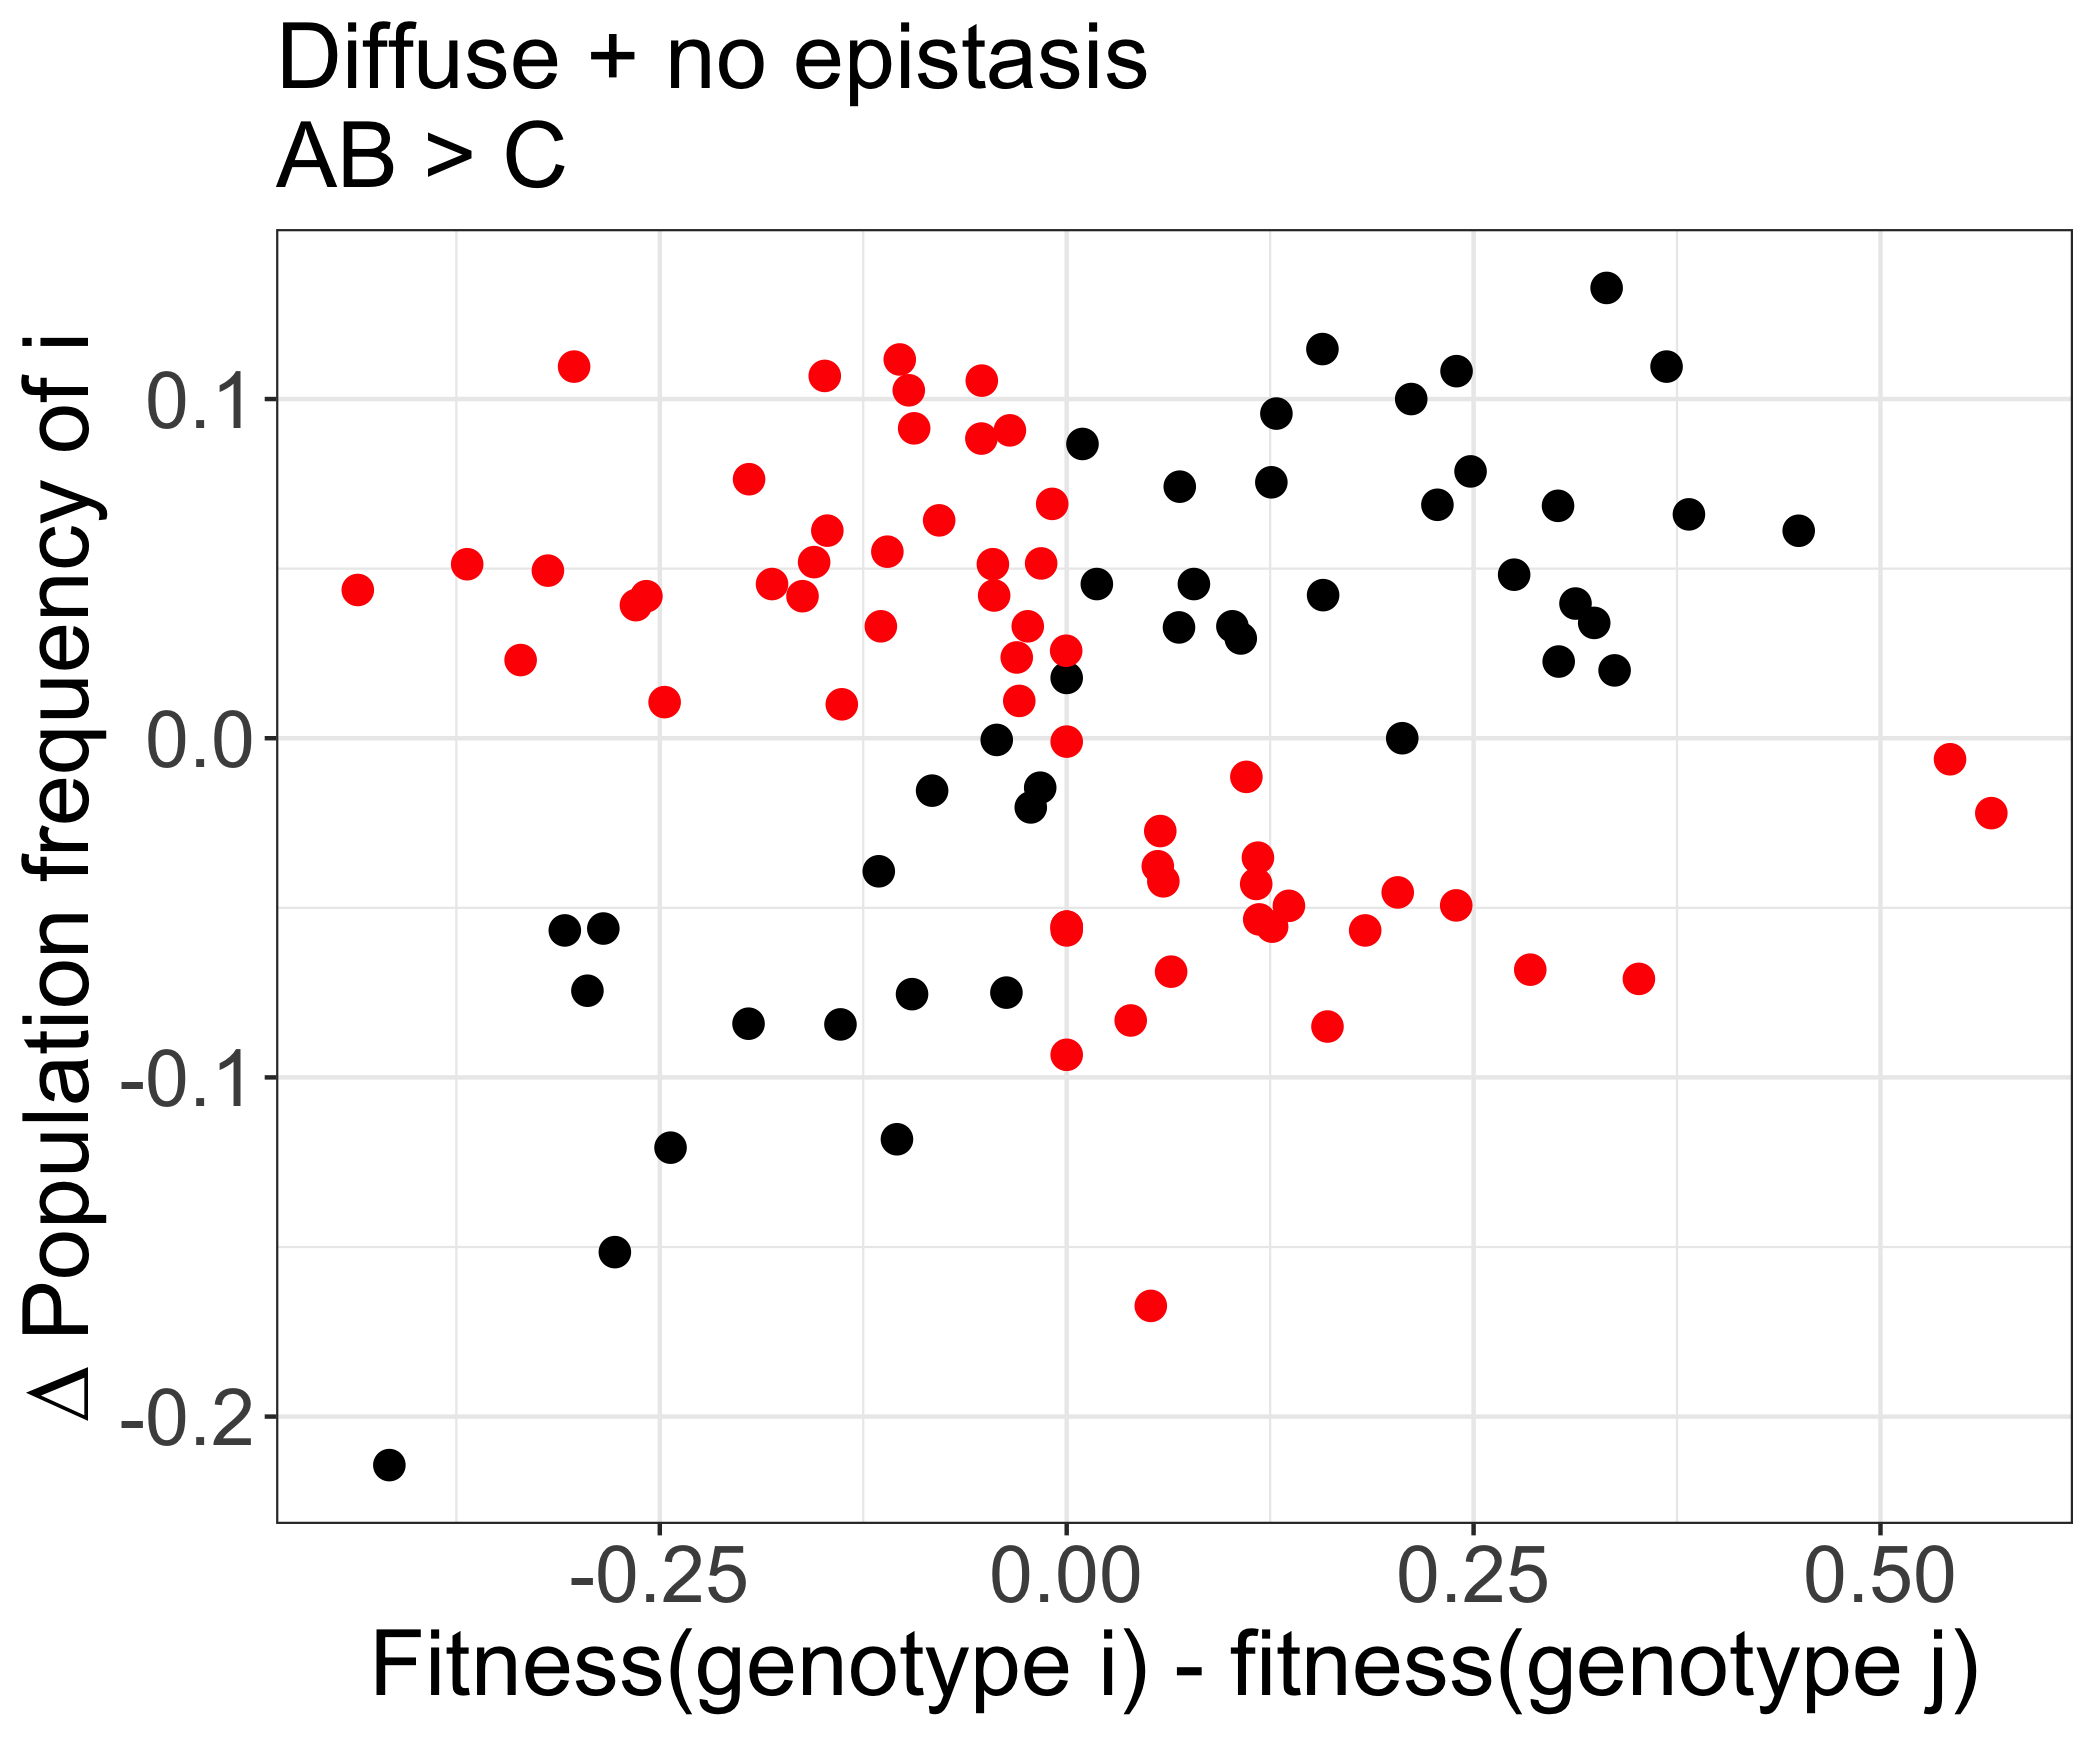 Diffuse + no epistasis
AB > C
Δ Population frequency of i
0.1
0.0
-0.1
-0.2
-0.25 0.00 0.25 0.50
Fitness(genotype i) - fitness(genotype j)